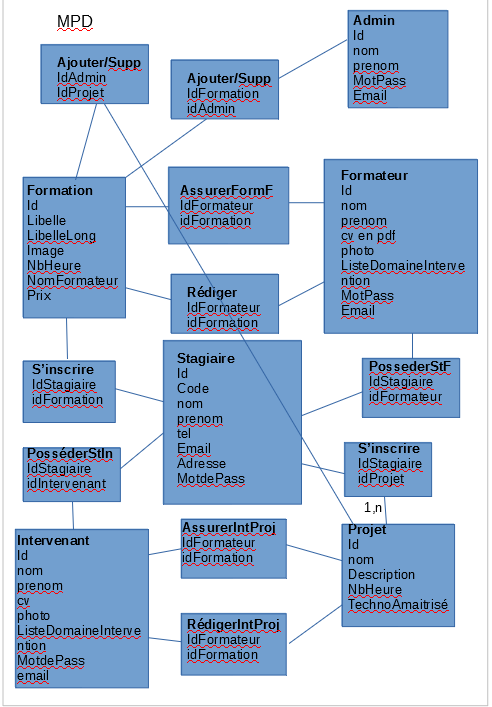 MPD
Admin
Id
nom
prenom
MotPass
Email
Ajouter/Supp
IdAdmin
IdProjet
Ajouter/Supp
IdFormation
idAdmin
Formation
Id
Libelle
LibelleLong
Image
NbHeure
NomFormateur
Prix
AssurerFormF
IdFormateur
idFormation
Formateur
Id
nom
prenom
cv en pdf
photo
ListeDomaineInterve
ntion
MotPass
Email
Rédiger
IdFormateur
idFormation
S'inscrire
IdStagiaire
idFormation
Stagiaire
Id
Code
nom
prenom
tel
Email
Adresse
MotdePass
PossederStF
IdStagiaire
idFormateur
PosséderStIn
IdStagiaire
idIntervenant
S'inscrire
IdStagiaire
idProjet
1,n
Intervenant
Id
nom
prenom
cv
photo
ListeDomaineInterve
ntion
MotdePass
email
AssurerIntProj
IdFormateur
idFormation
Projet
Id
nom
Description
NbHeure
TechnoAmaitrisé
RédigerIntProj
IdFormateur
idFormation